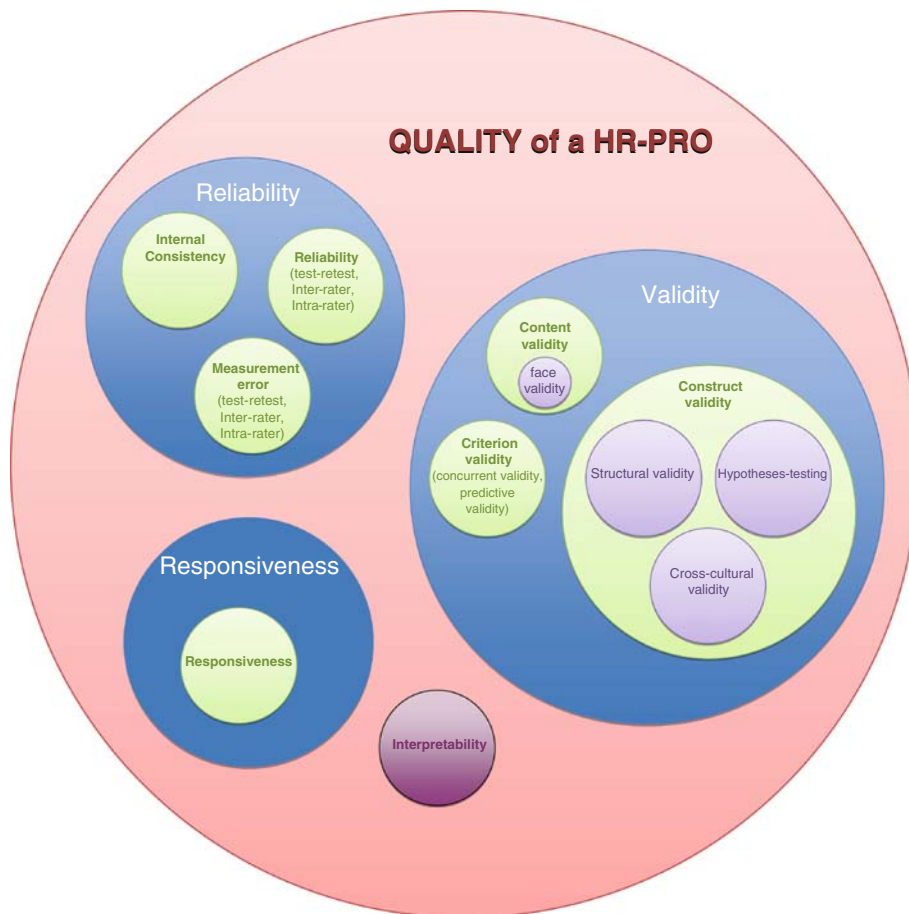 QUALITY of a HR-PRO
Reliability
Internal
Consistency
Reliability
(test-retest,
Inter-rater,
Intra-rater)
Measurement
error
(test-retest,
Inter-rater,
Intra-rater)
Validity
Content
validity
face
validity
Criterion
validity
(concurrent validity,
predictive
validity)
Construct
validity
Structural validity
Hypotheses-testing
Cross-cultural
validity
Responsiveness
Responsiveness
Interpretability